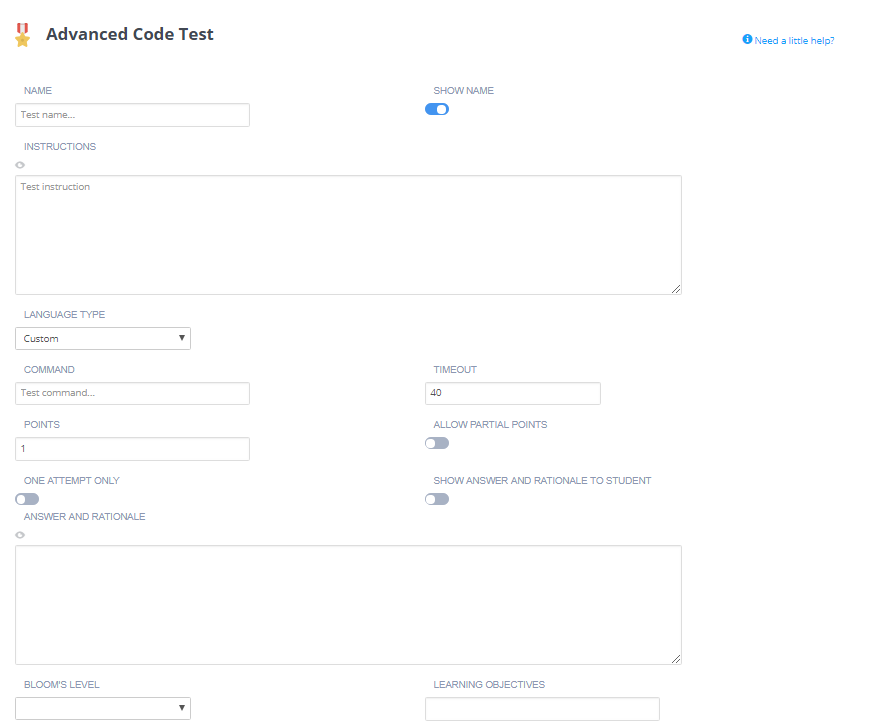 Advanced Code Test
Need a little help?
NAME
SHOW NAME
Test name...
INSTRUCTIONS
Test instruction
LANGUAGE TYPE
Custom
COMMAND
TIMEOUT
Test command...
40
POINTS
ALLOW PARTIAL POINTS
1
ONE ATTEMPT ONLY
SHOW ANSWER AND RATIONALE TO STUDENT
ANSWER AND RATIONALE
BLOOM'S LEVEL
LEARNING OBJECTIVES